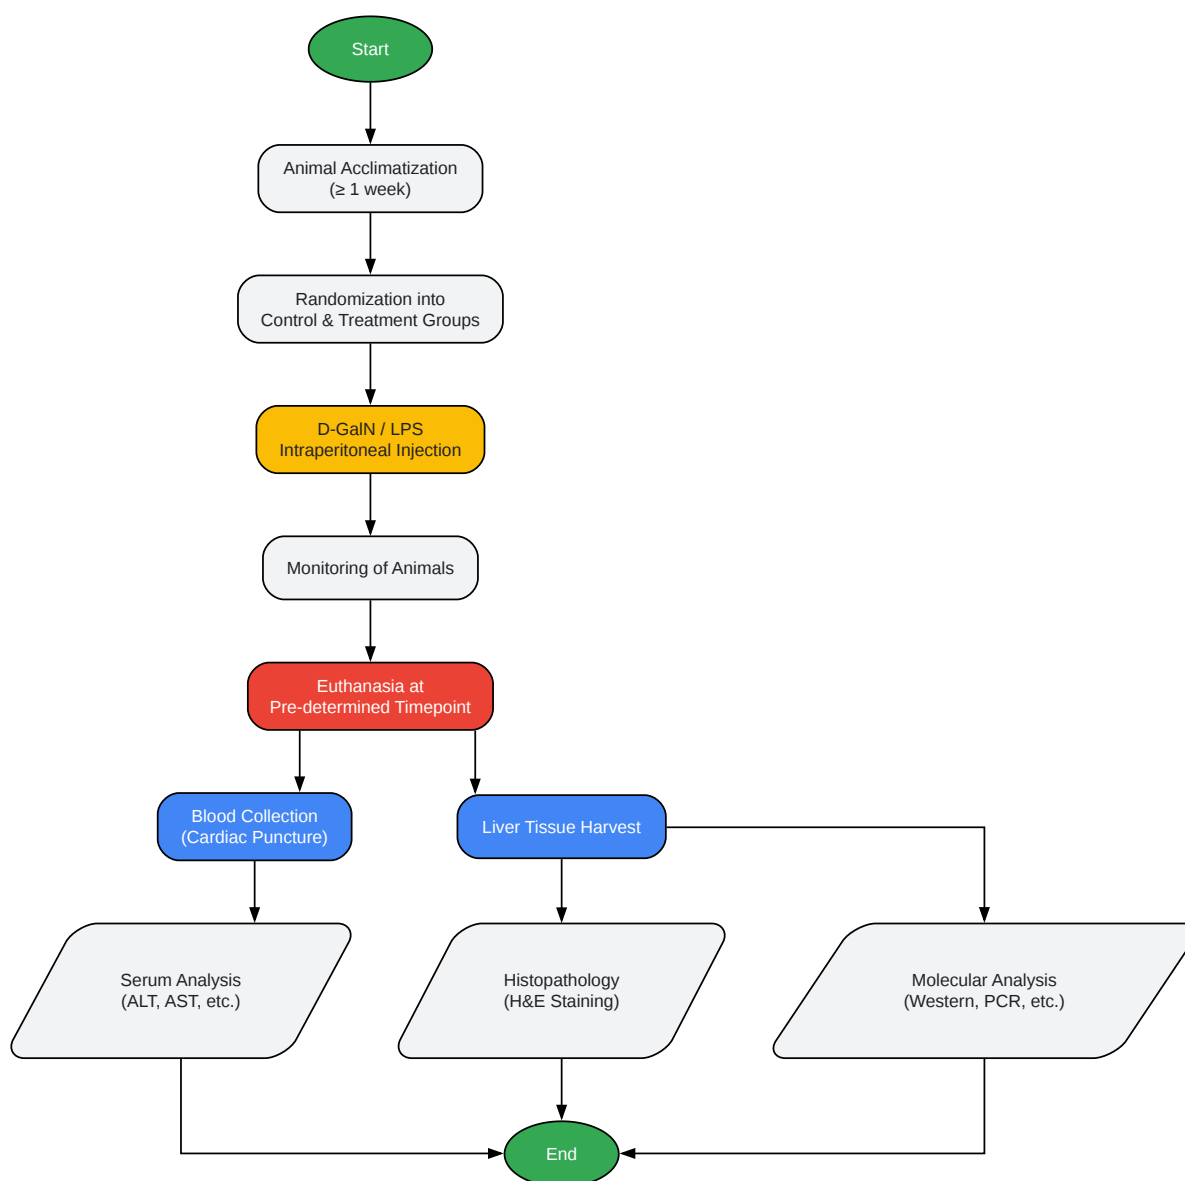 Start
Animal Acclimatization
(≥ 1 week)
Randomization into
Control & Treatment Groups
D-GalN / LPS
Intraperitoneal Injection
Monitoring of Animals
Euthanasia at
Pre-determined Timepoint
Blood Collection
(Cardiac Puncture)
Liver Tissue Harvest
Serum Analysis
(ALT, AST, etc.)
Histopathology
(H&E Staining)
Molecular Analysis
(Western, PCR, etc.)
End